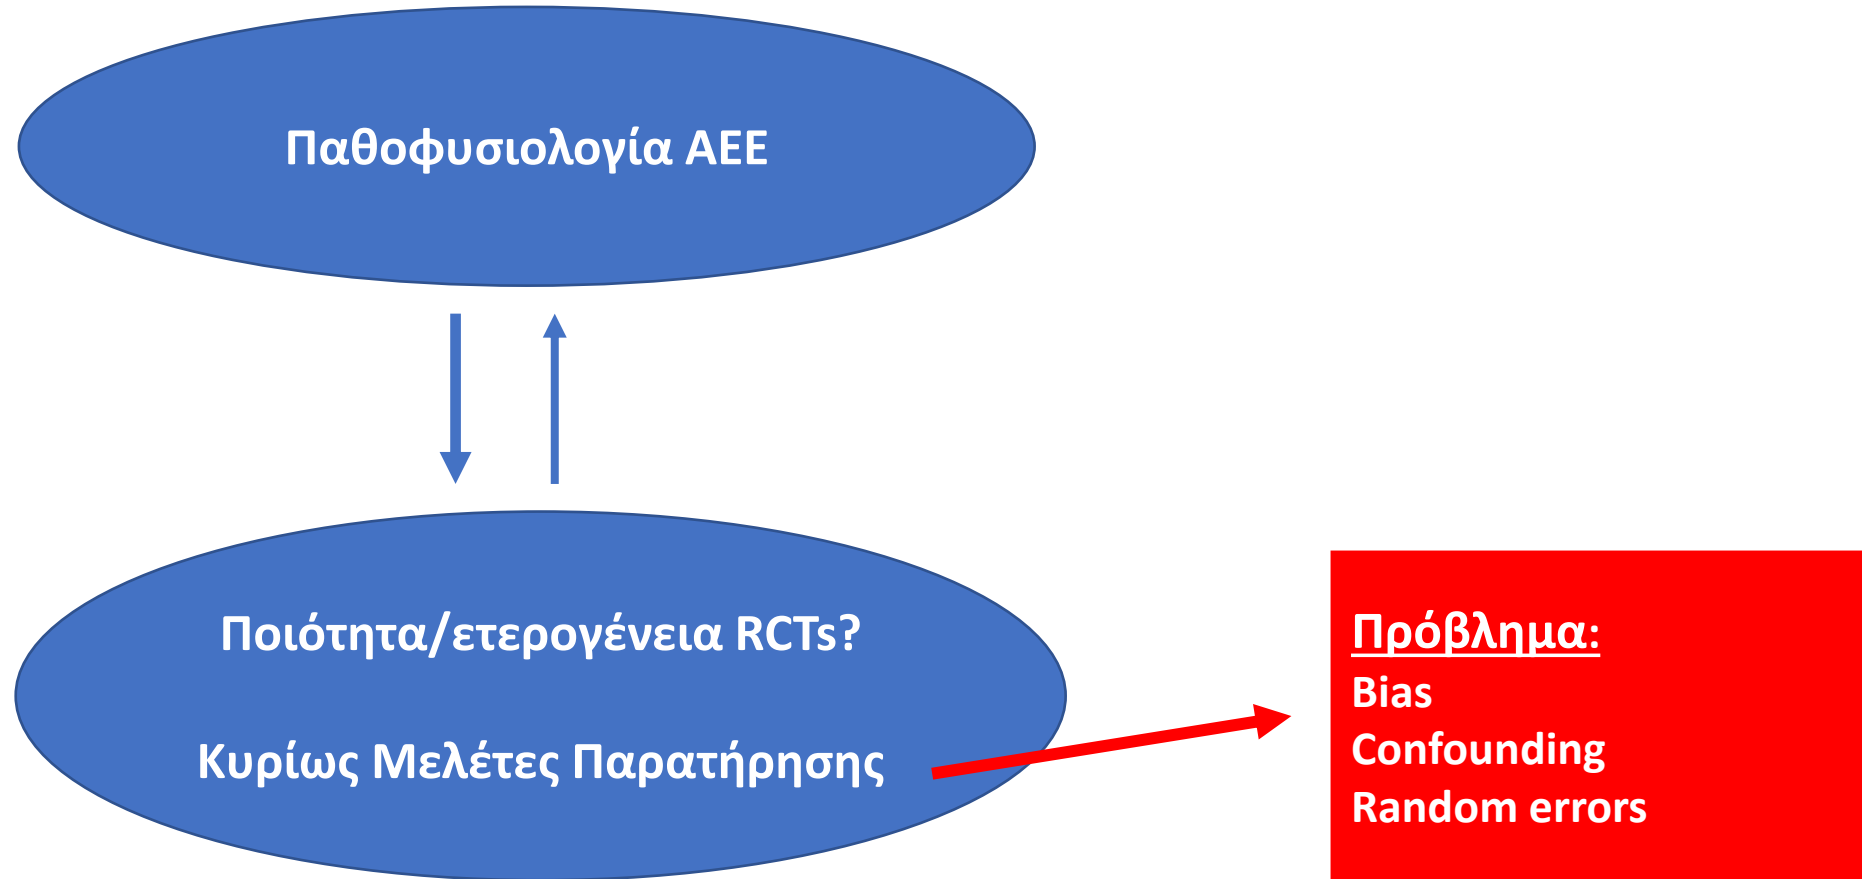 Παθοφυσιολογία ΑΕΕ
Ποιότητα/ετερογένεια RCTs?
Κυρίως Μελέτες Παρατήρησης
Πρόβλημα:
Bias
Confounding
Random errors